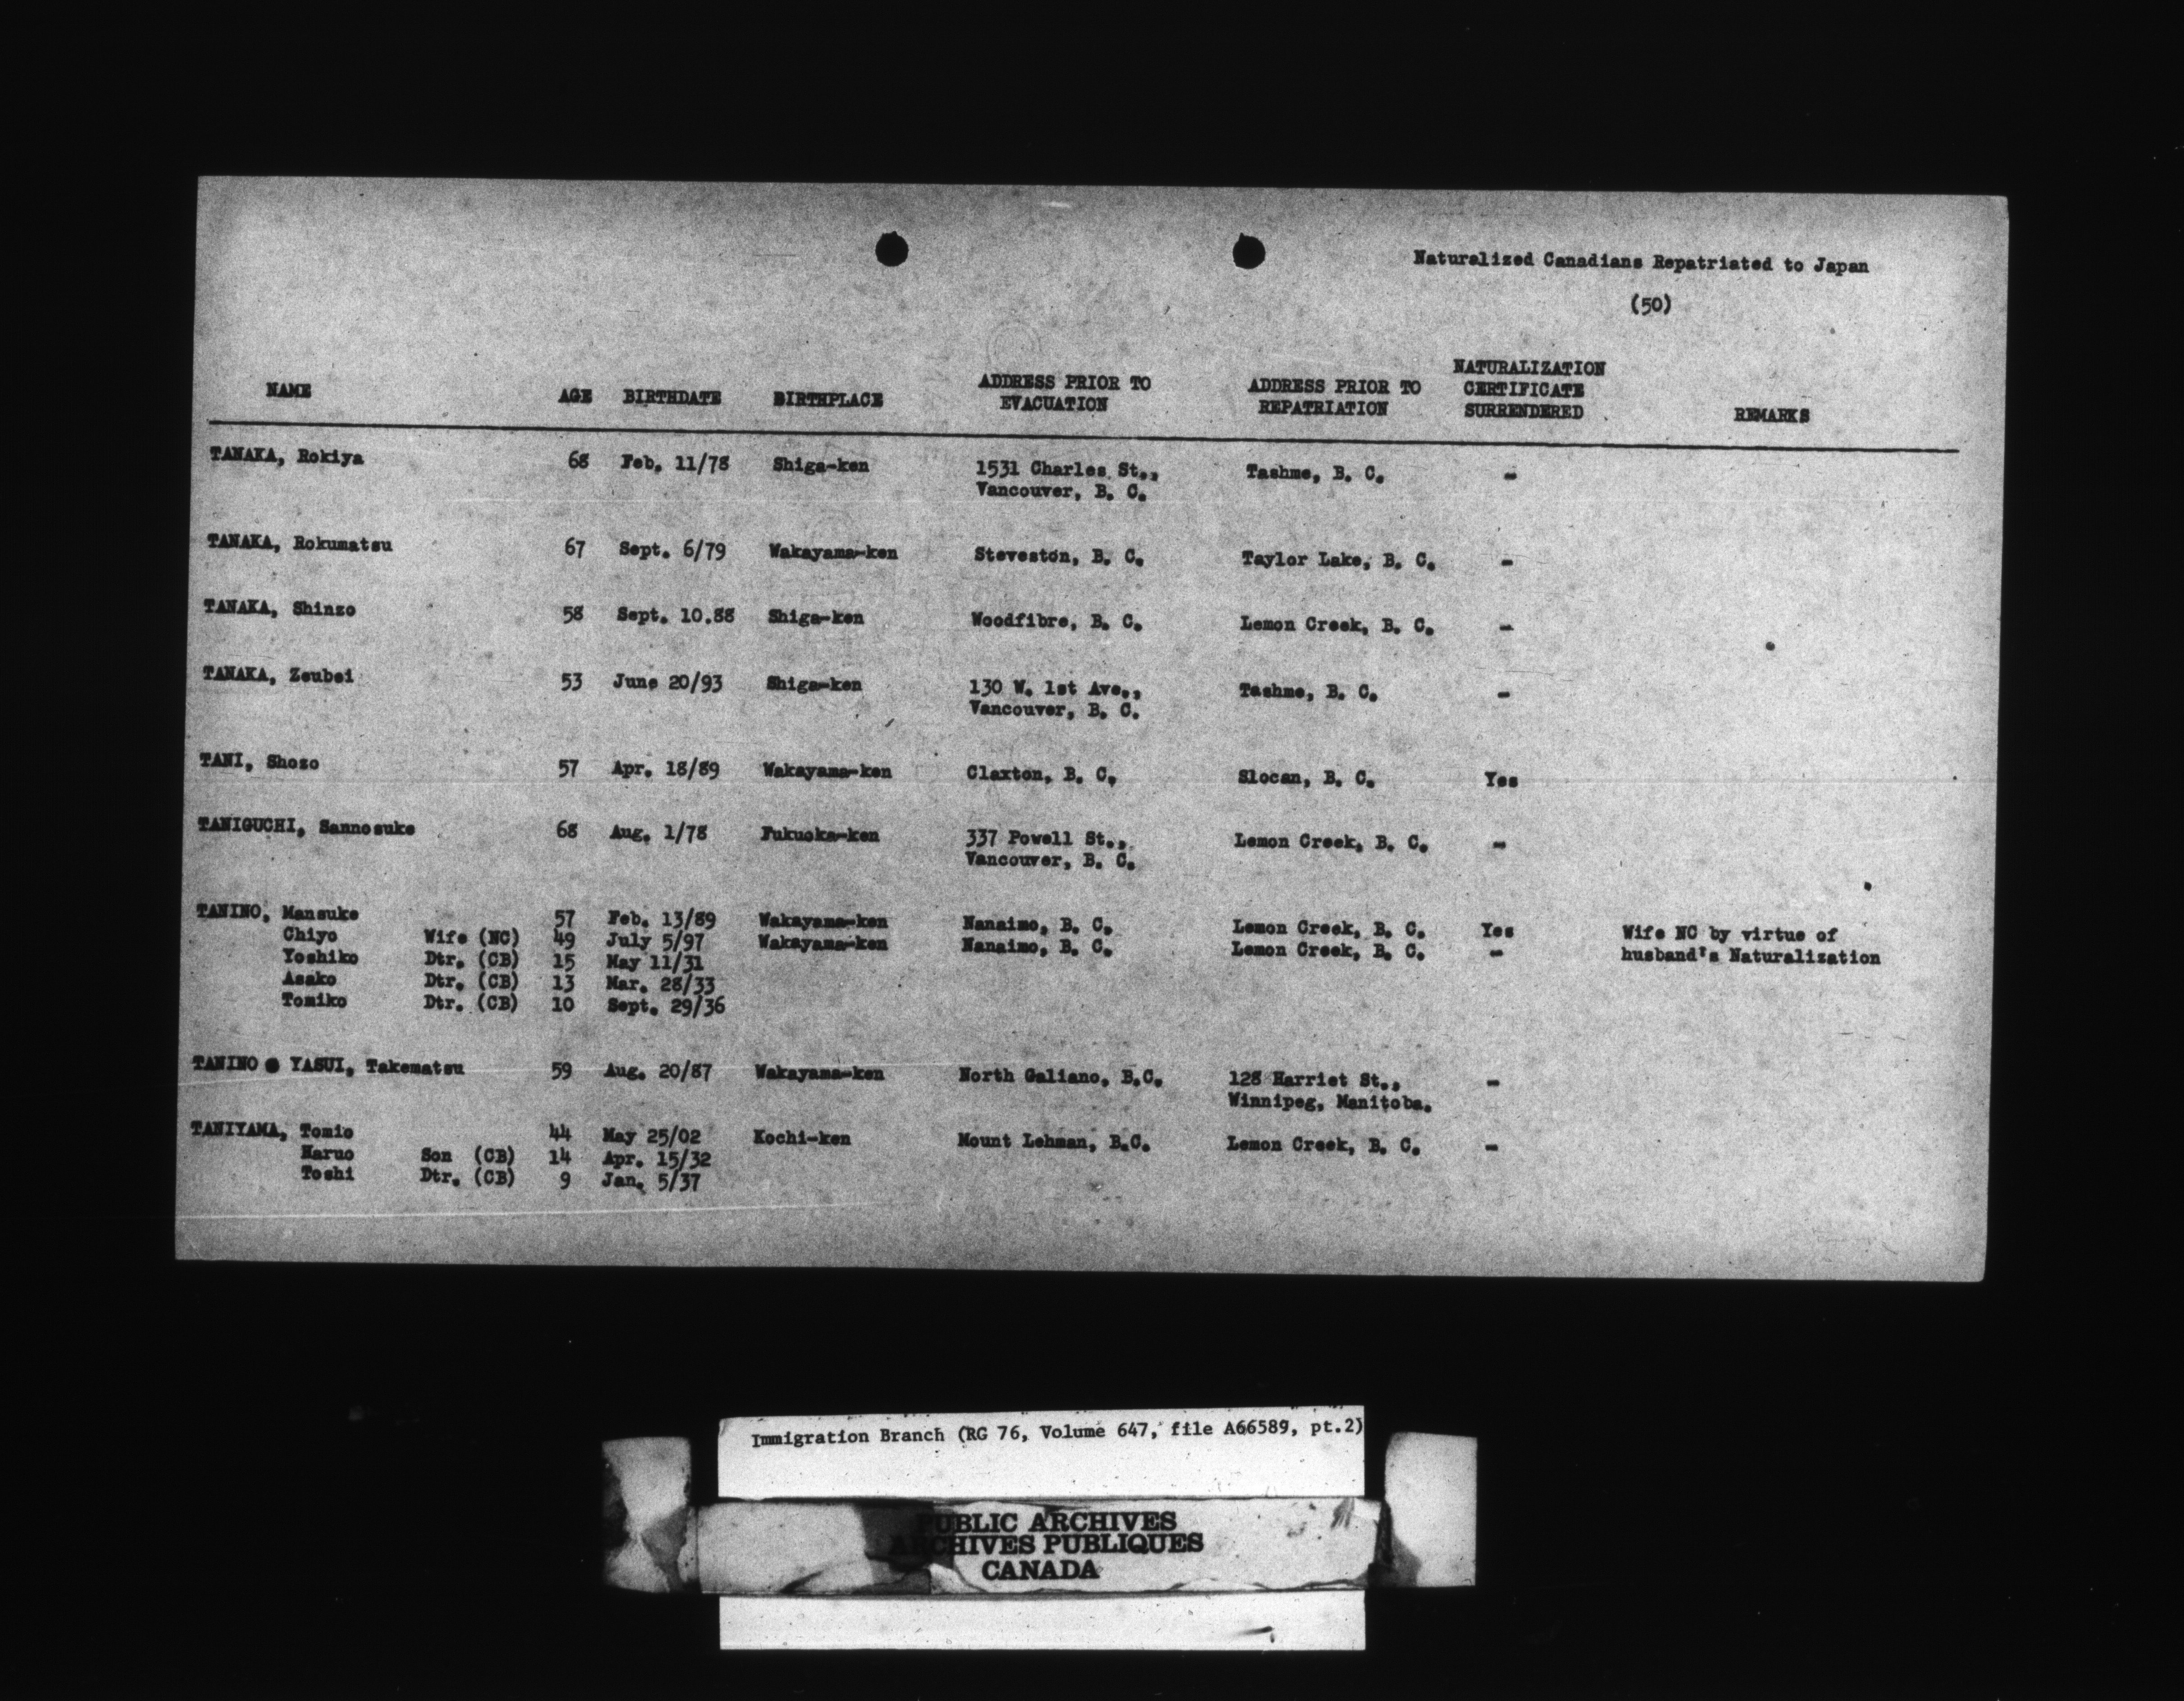 Naturalized Canadians Repatriated to Japan
(50)
NAME AGE BIRTHDATE BIRTHPLACE ADDRESS PRIOR TO EVACUATION ADDRESS PRIOR TO REPATRIATION NATURALIZATION CERTIFICATE SURRENDERED REMARKS
TANAKA, Rokiya 68 Feb. 11/78 Shiga-ken 1531 Charles St., Tashme, B. C. -
Vancouver, B. C.
TANAKA, Rokumatsu 67 Sept. 6/79 Wakayama-ken Steveston, B. C. Taylor Lake, B. C. -
TANAKA, Shinzo 58 Sept. 10.88 Shiga-ken Woodfibre, B. C. Lemon Creek, B. C. -
TANAKA, Zeubei 53 June 20/93 Shiga-ken 130 W. 1st Ave., Tashme, B. C. -
Vancouver, B. C.
TANI, Shozo 57 Apr. 18/89 Wakayama-ken Claxton, B. C. Slocan, B. C. Yes
TANIGUCHI, Sannosuke 68 Aug. 1/78 Fukuoka-ken 337 Powell St., Lemon Creek, B. C. -
Vancouver, B. C.
TANINO, Mansuke 57 Feb. 13/89 Wakayama-ken Nanaimo, B. C. Lemon Creek, B. C. Yes Wife NC by virtue of
Chiyo Wife (NC) 49 July 5/97 Wakayama-ken Nanaimo, B. C. Lemon Creek, B. C. - husband's Naturalization
Yoshiko Dtr. (CB) 15 May 11/31
Asako Dtr. (CB) 13 Mar. 28/33
Tomiko Dtr. (CB) 10 Sept. 29/36
TANINO YASUI, Takematsu 59 Aug. 20/87 Wakayama-ken North Galiano, B.C. 128 Harriet St., -
Winnipeg, Manitoba.
TANIYAMA, Tomio 44 May 25/02 Kochi-ken Mount Lehman, B.C. Lemon Creek, B. C. -
Haruo Son (CB) 14 Apr. 15/32
Toshi Dtr. (CB) 9 Jan. 5/37
Immigration Branch (RG 76, Volume 647, file A66589, pt.2)
PUBLIC ARCHIVES
ARCHIVES PUBLIQUES
CANADA